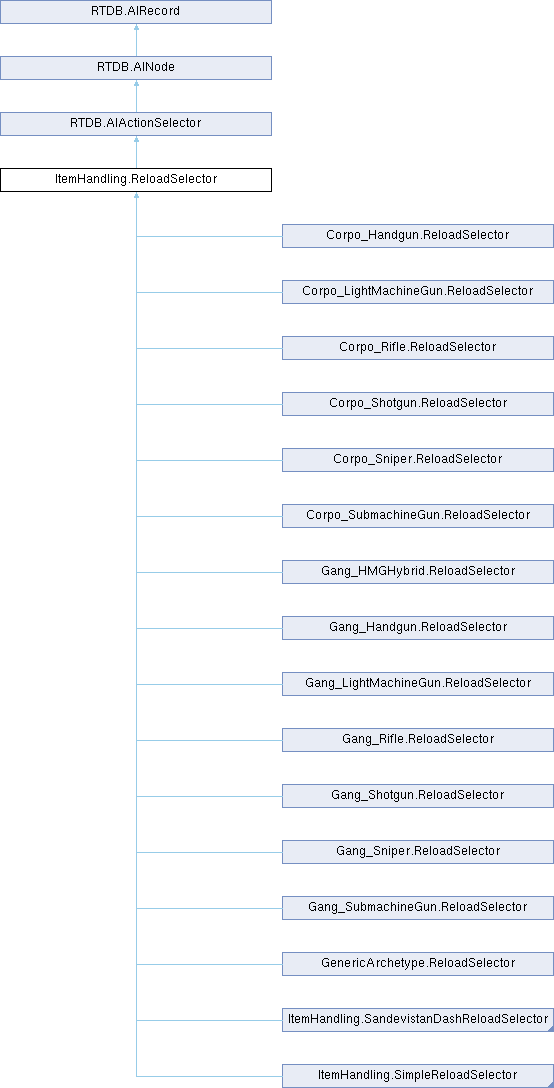 RTDB.AIRecord
RTDB.AINode
RTDB.AIActionSelector
ItemHandling.ReloadSelector
Corpo_Handgun.ReloadSelector
Corpo_LightMachineGun.ReloadSelector
Corpo_Rifle.ReloadSelector
Corpo_Shotgun.ReloadSelector
Corpo_Sniper.ReloadSelector
Corpo_SubmachineGun.ReloadSelector
Gang_HMGHybrid.ReloadSelector
Gang_Handgun.ReloadSelector
Gang_LightMachineGun.ReloadSelector
Gang_Rifle.ReloadSelector
Gang_Shotgun.ReloadSelector
Gang_Sniper.ReloadSelector
Gang_SubmachineGun.ReloadSelector
GenericArchetype.ReloadSelector
ItemHandling.SandevistanDashReloadSelector
ItemHandling.SimpleReloadSelector